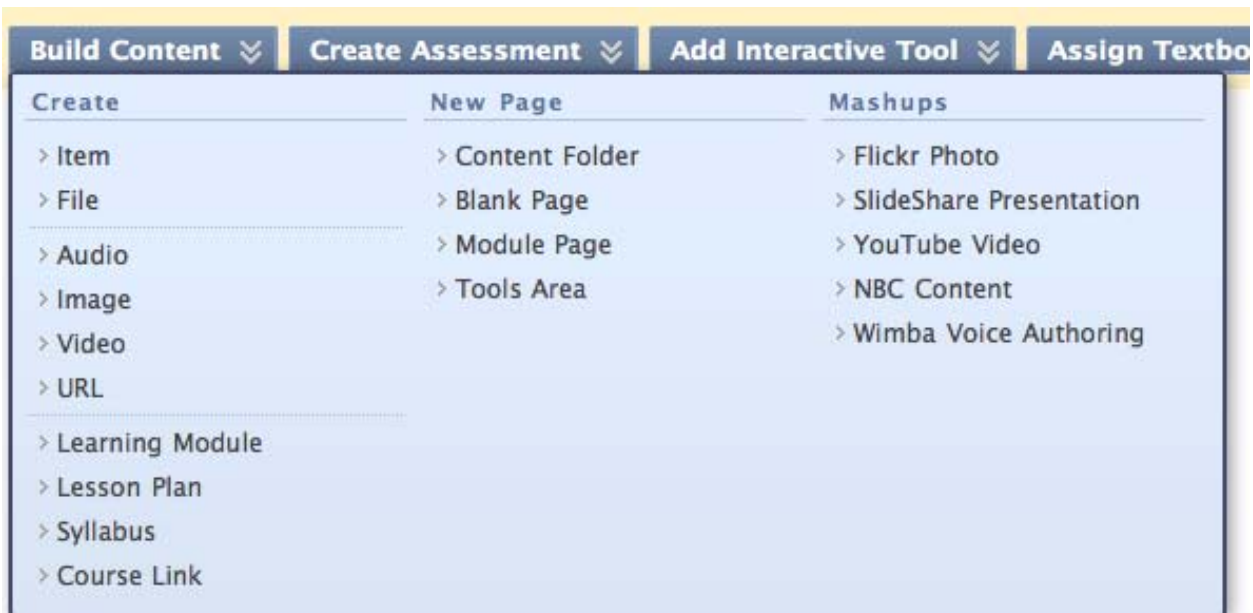 Build Content
Create Assessment
Add Interactive Tool
Assign
Create
Item
File
Audio
Image
Video
URL
Learning Module
Lesson Plan
Syllabus
Course Link
New Page
Content Folder
Blank Page
Module Page
Tools Area
Mashups
Flickr Photo
SlideShare Presentation
YouTube Video
NBC Content
Wimba Voice Authoring